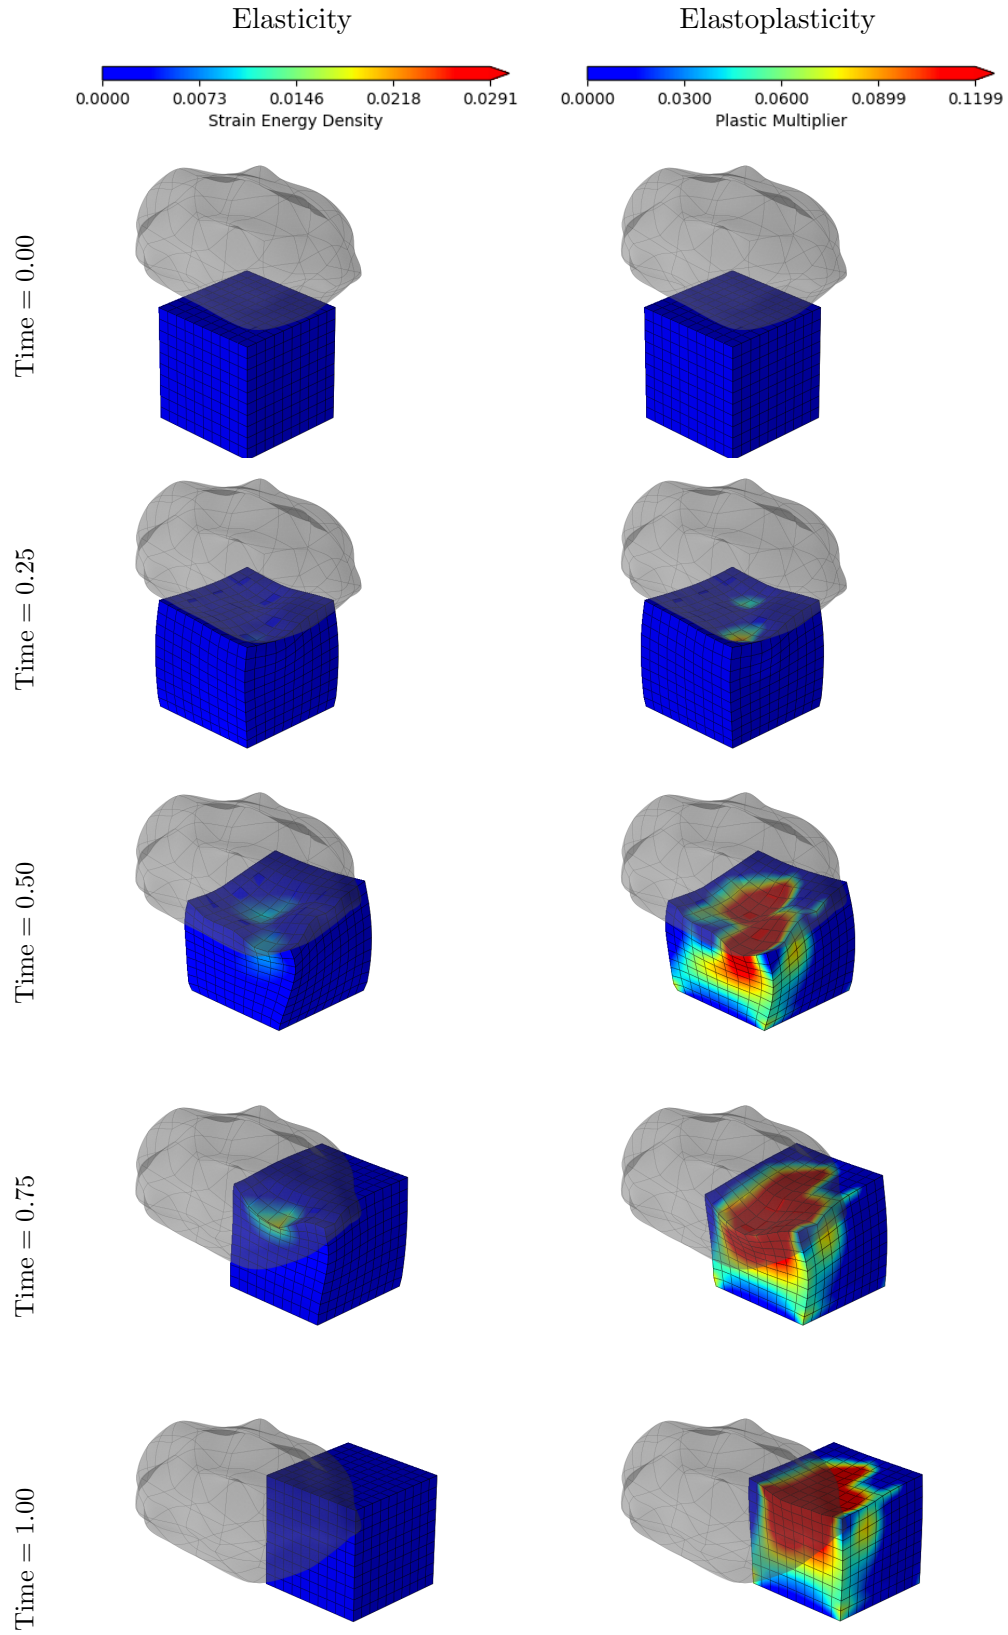 Elasticity
Elastoplasticity
0.0000 0.0073 0.0146 0.0218 0.0291
Strain Energy Density
0.0000 0.0300 0.0600 0.0899 0.1199
Plastic Multiplier
Time = 0.00
Time = 0.25
Time = 0.50
Time = 0.75
Time = 1.00